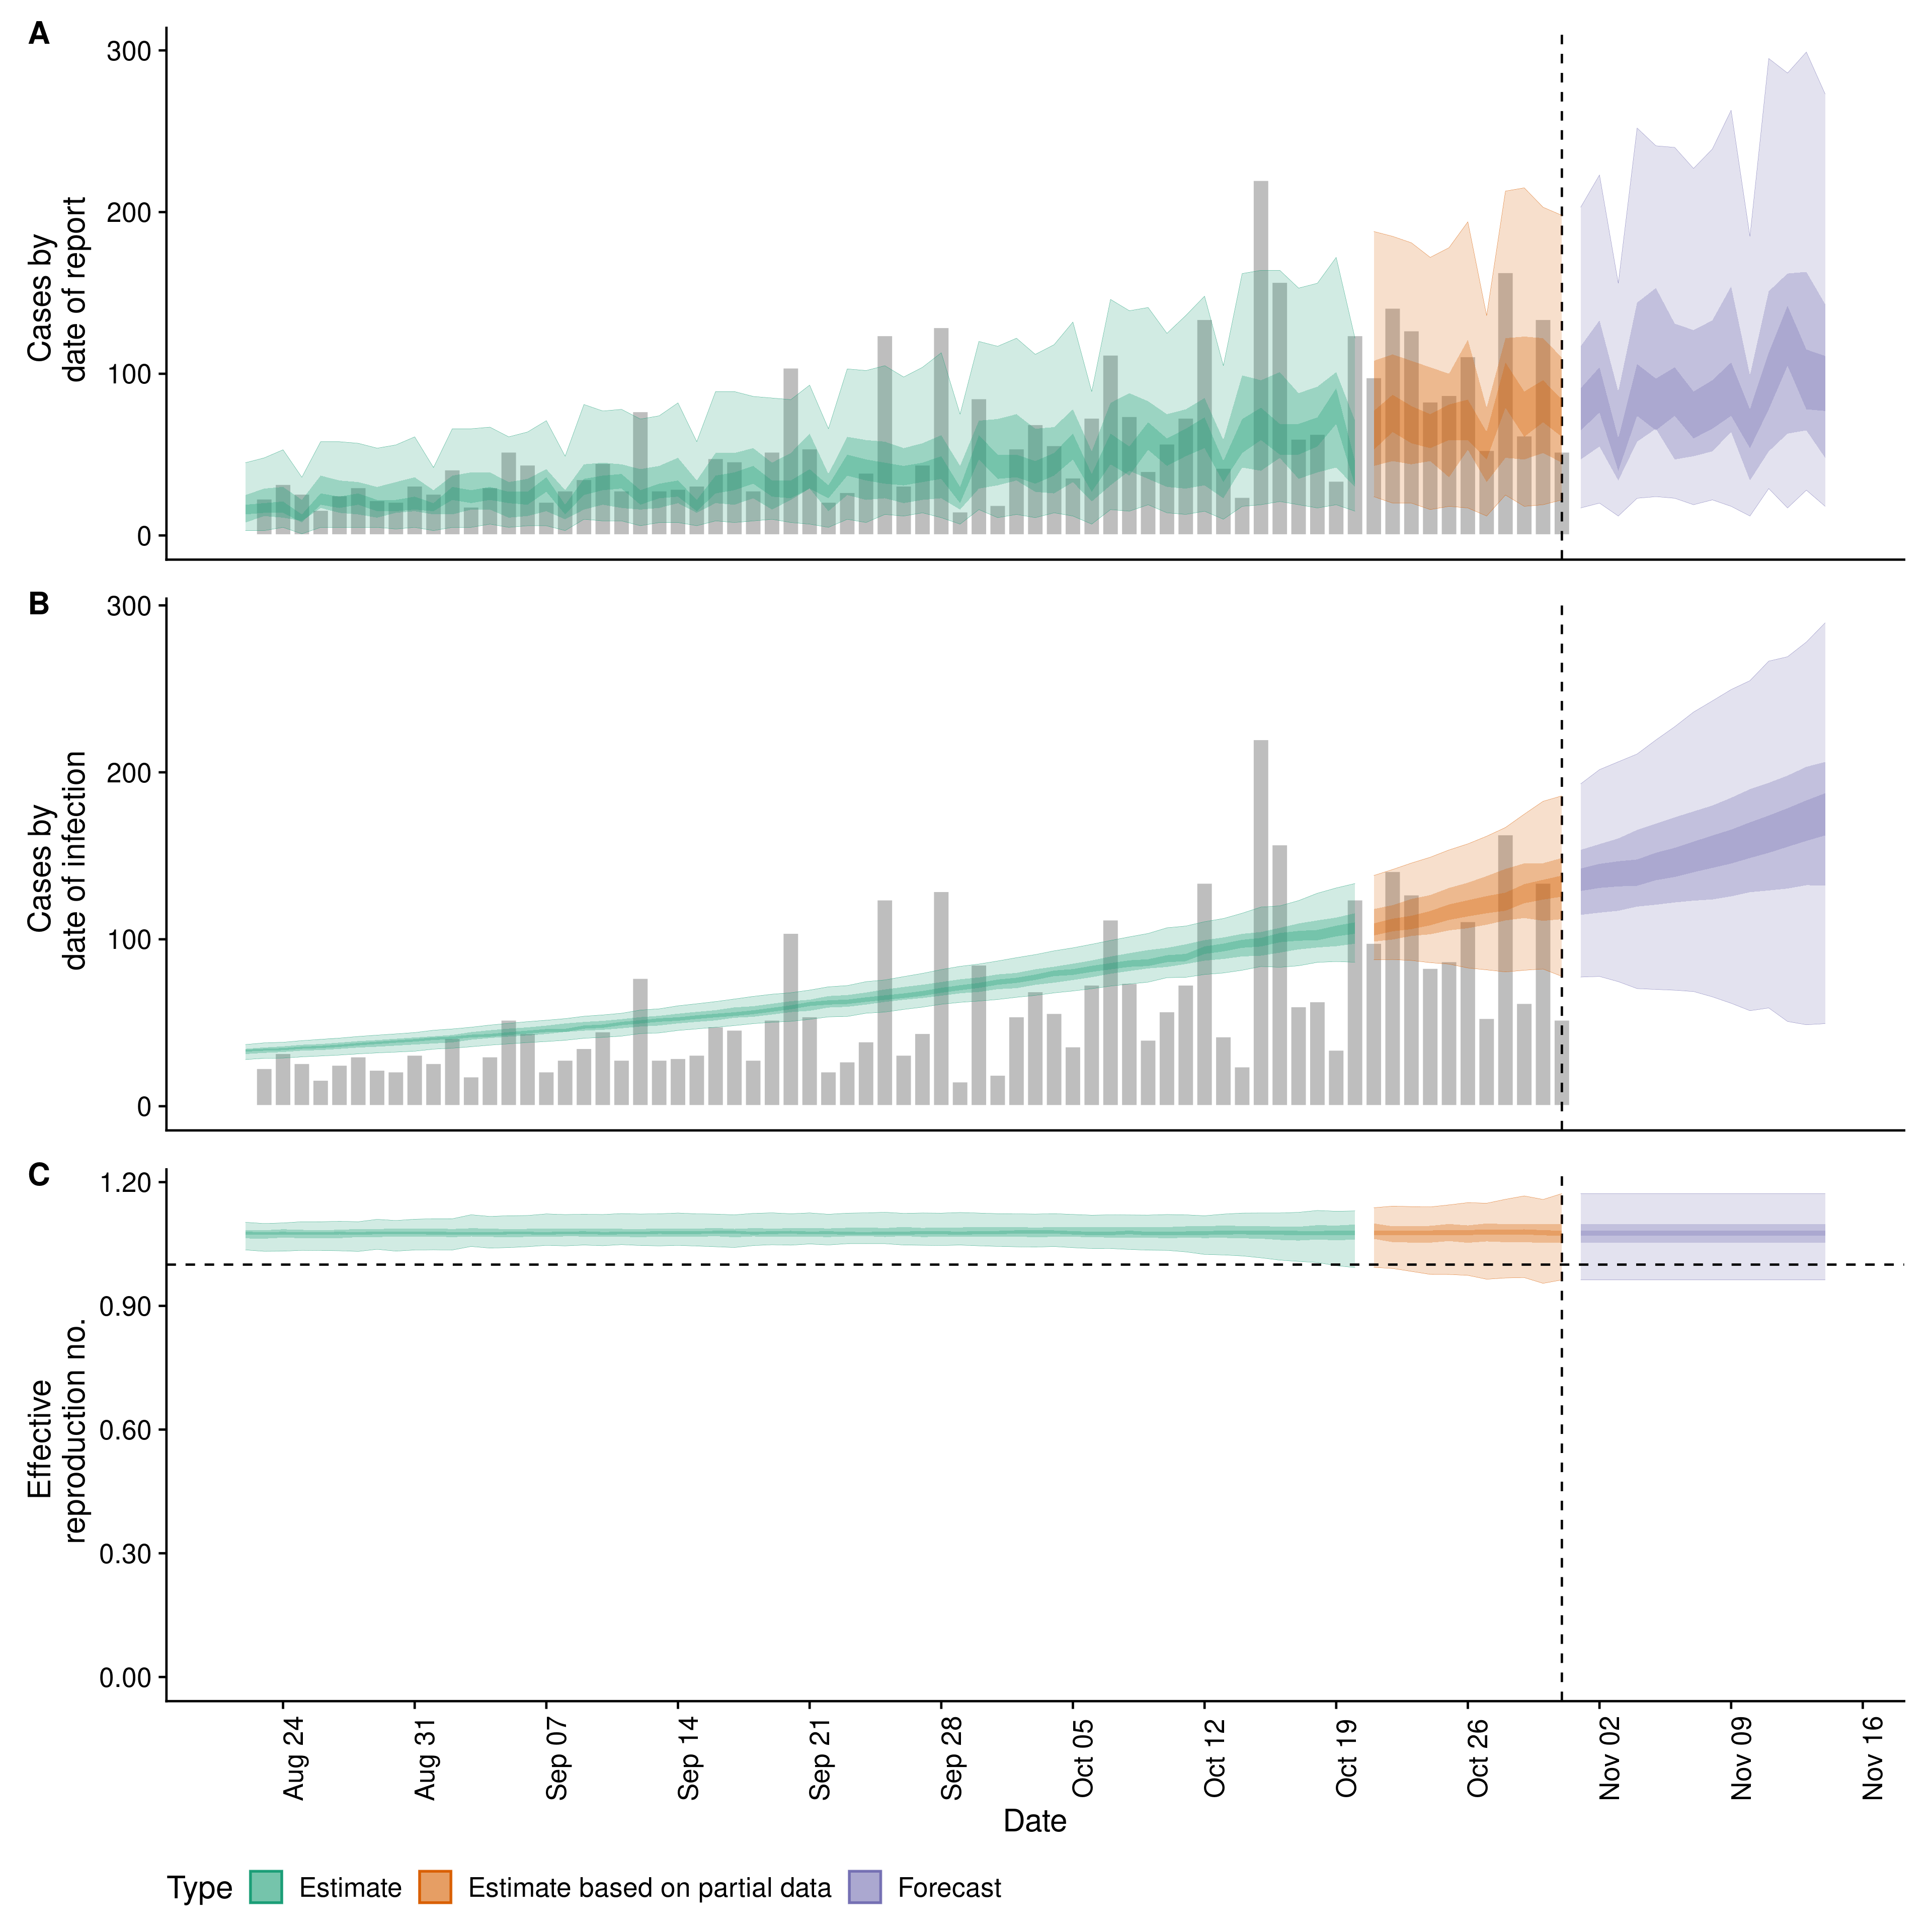 A
Cases by
date of report
300
200
100
0
B
Cases by
date of infection
300
200
100
0
C
Effective
reproduction no.
1.20
0.90
0.60
0.30
0.00
Aug 24
Aug 31
Sep 07
Sep 14
Sep 21
Sep 28
Oct 05
Oct 12
Oct 19
Oct 26
Nov 02
Nov 09
Nov 16
Date
Type Estimate Estimate based on partial data Forecast